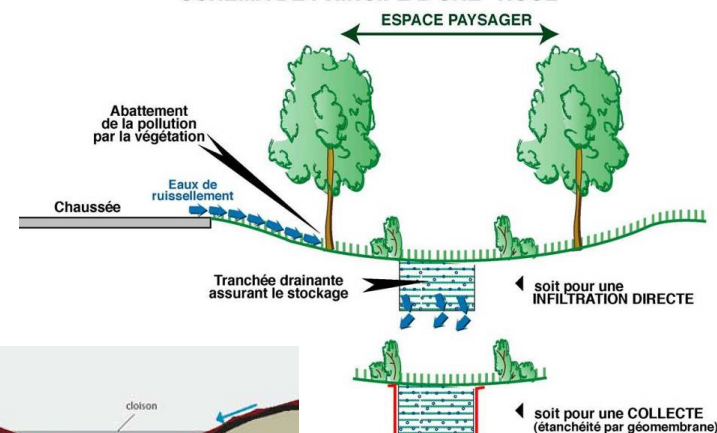 ESPACE PAYSAGER
Abattement
de la pollution
par la végétation
Eaux de
ruissellement
Chaussée
Tranchée drainante
assurant le stockage
soit pour une
INFILTRATION DIRECTE
cloison
soit pour une COLLECTE
(étanchéité par géomembrane)